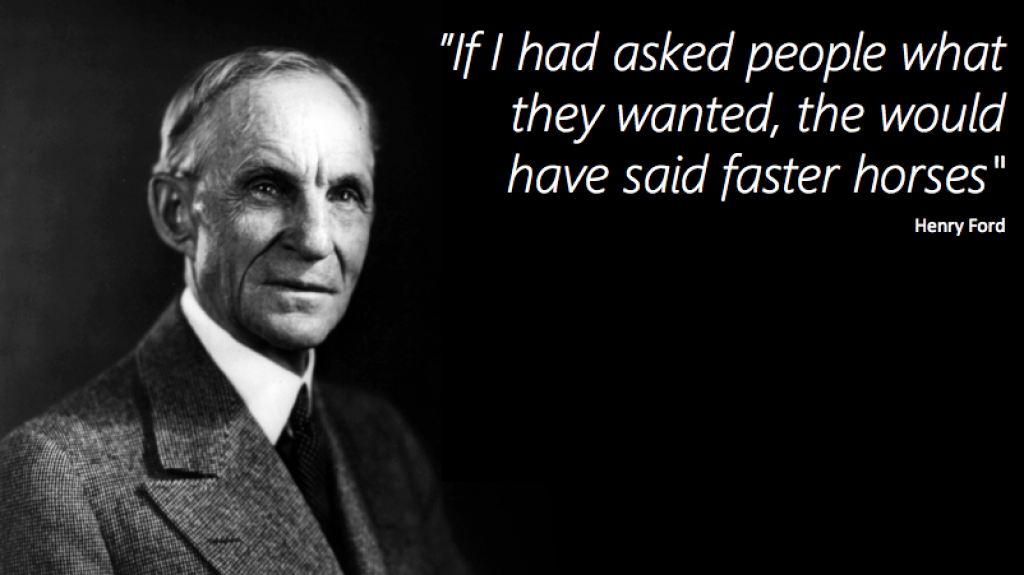 "If I had asked people what
they wanted, the would
have said faster horses"
Henry Ford